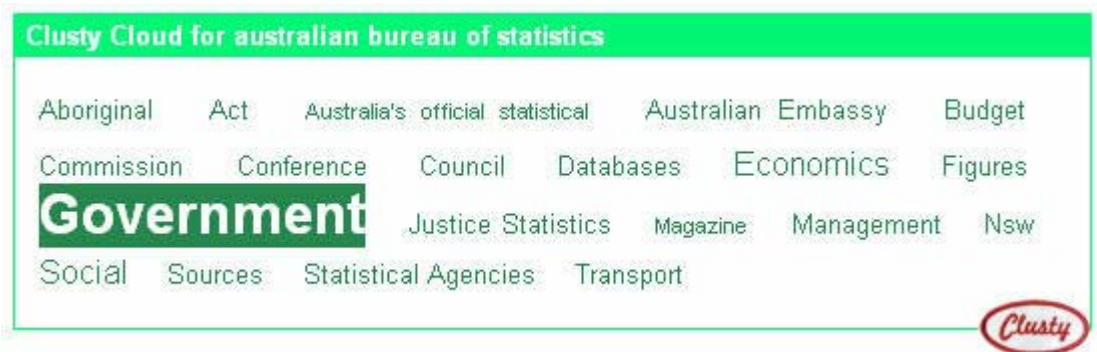 Clusty Cloud for australian bureau of statistics
Aboriginal Act Australia's official statistical Australian Embassy Budget
Commission Conference Council Databases Economics Figures
Government Justice Statistics Magazine Management Nsw
Social Sources Statistical Agencies Transport
Clusty